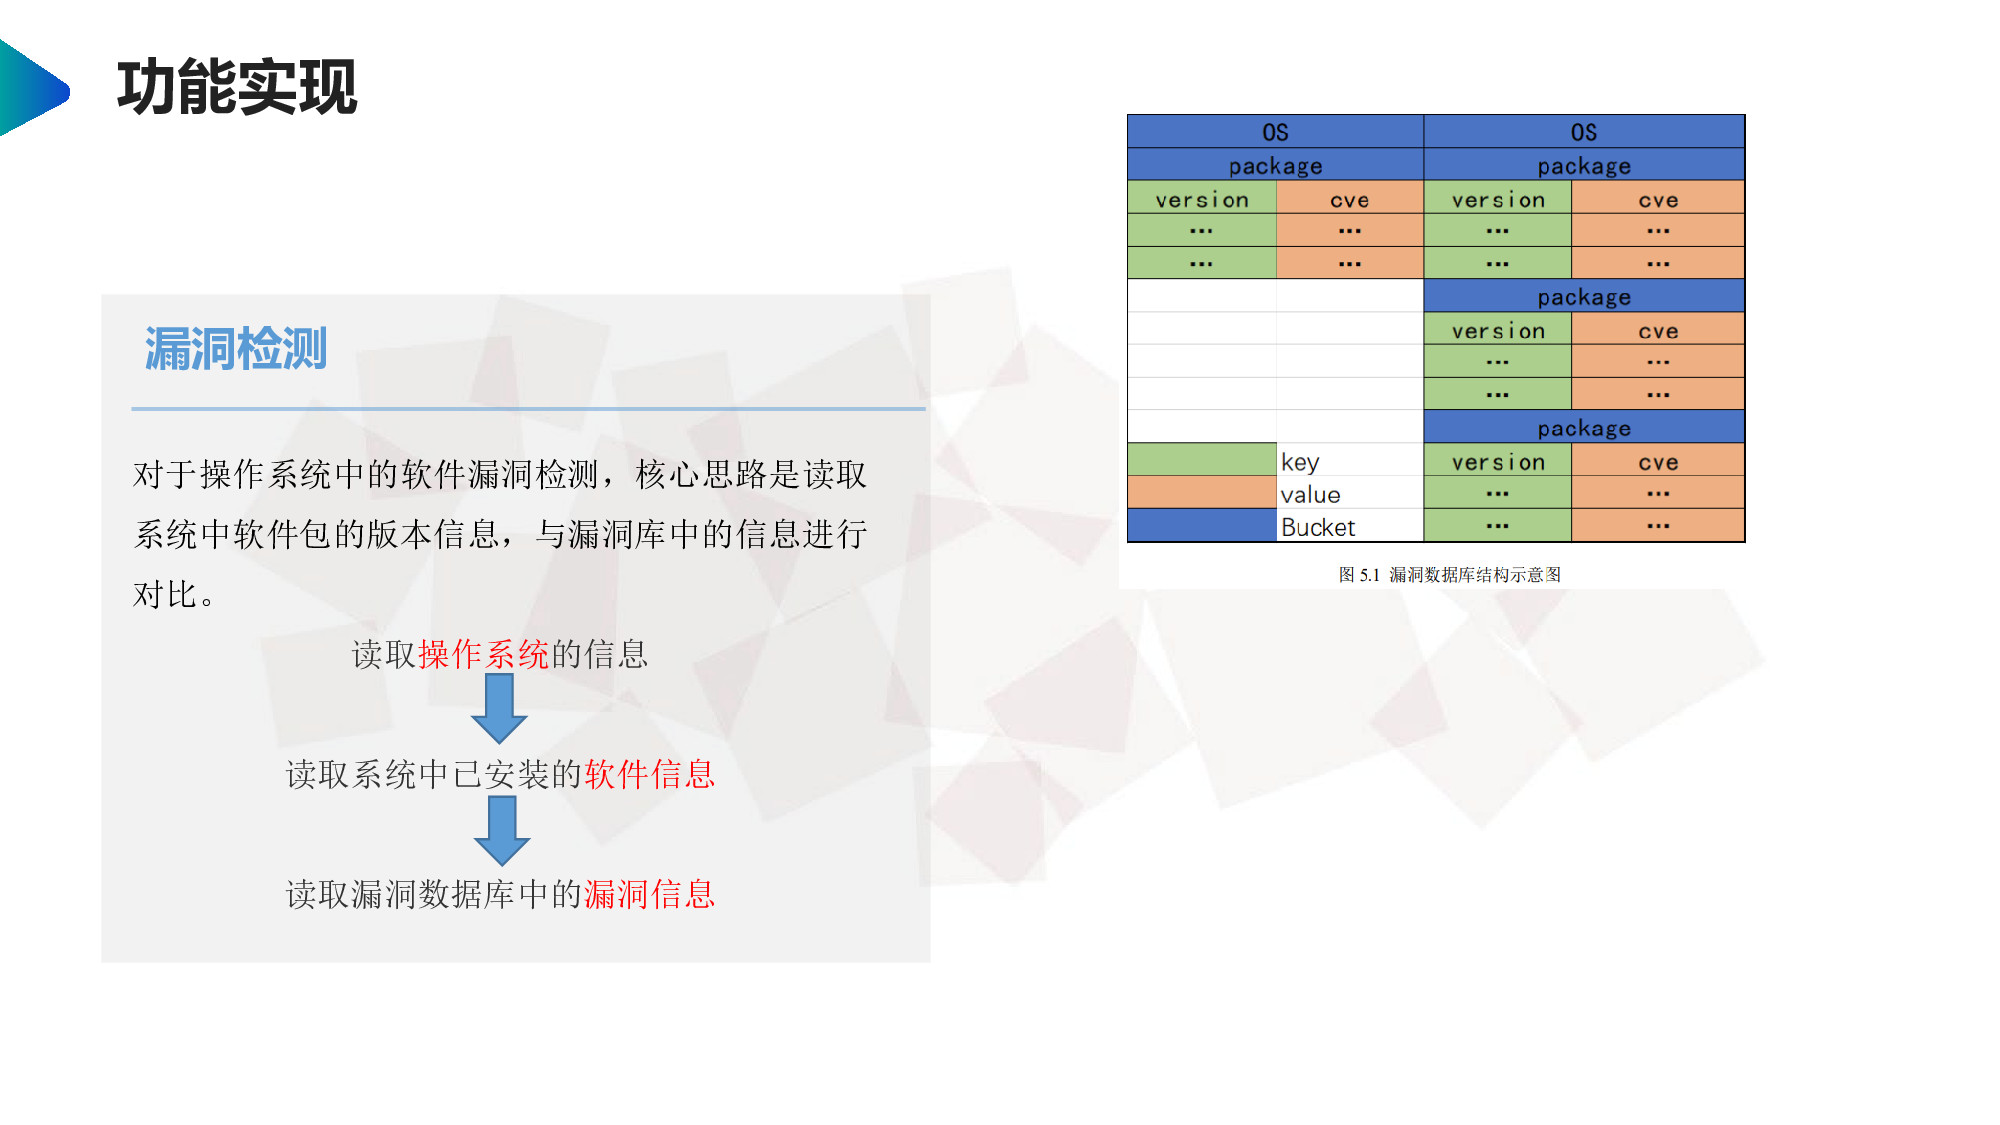 功能实现
漏洞检测
对于操作系统中的软件漏洞检测，核心思路是读取
系统中软件包的版本信息，与漏洞库中的信息进行
对比。
读取操作系统的信息
读取系统中已安装的软件信息
读取漏洞数据库中的漏洞信息
OS OS
package package
version cve version cve
... ... ... ...
... ... ... ...
package
version cve
... ...
... ...
package
key version cve
value ... ...
Bucket ... ...
图 5.1 漏洞数据库结构示意图